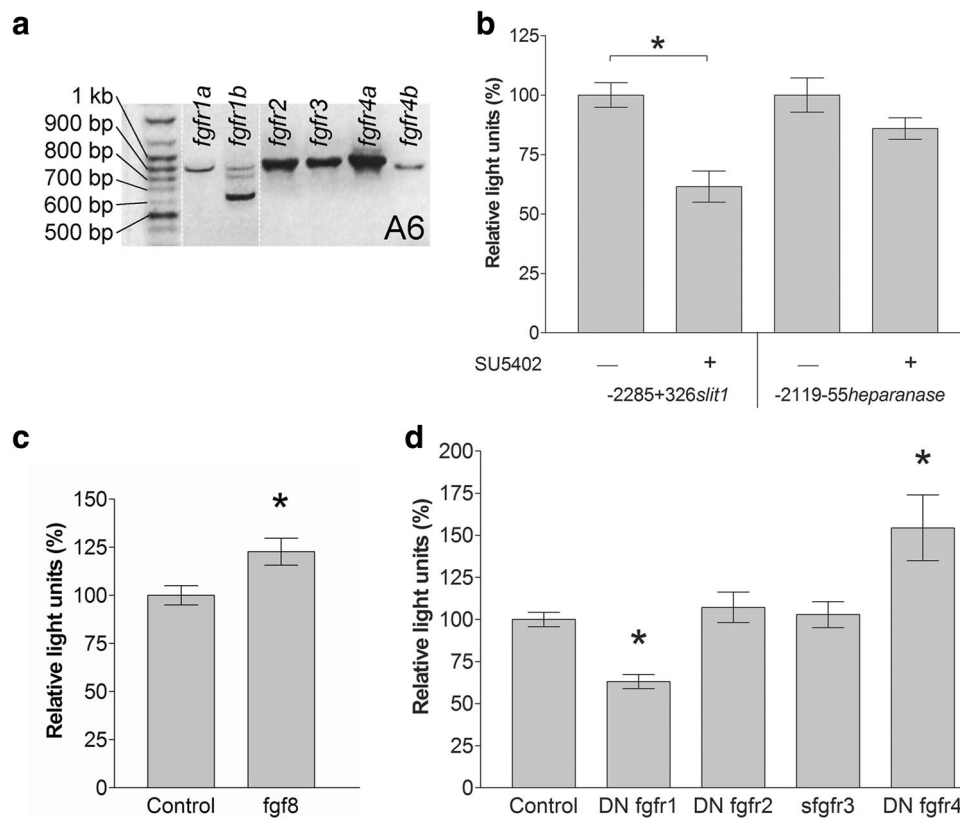 a
1 kb
900 bp
800 bp
700 bp
600 bp
500 bp
fgfr1a fgfr1b fgfr2 fgfr3 fgfr4a fgfr4b
A6
b
Relative light units (%)
125
100
75
50
25
0
*
SU5402 — + — +
-2285+326slit1 -2119-55heparanase
c
Relative light units (%)
150
125
100
75
50
25
0
*
Control fgf8
d
Relative light units (%)
200
175
150
125
100
75
50
25
0
* *
Control DN fgfr1 DN fgfr2 sfgfr3 DN fgfr4